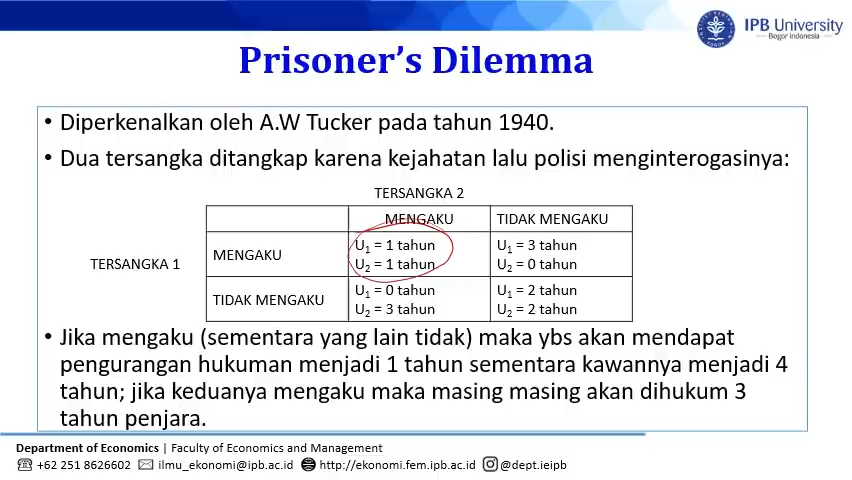 IPB University
Bogor Indonesia
Prisoner's Dilemma
• Diperkenalkan oleh A.W Tucker pada tahun 1940.
• Dua tersangka ditangkap karena kejahatan lalu polisi menginterogasinya:
TERSANGKA 2
MENGAKU TIDAK MENGAKU
TERSANGKA 1
MENGAKU
U₁ = 1 tahun U₁ = 3 tahun
U₂ = 1 tahun U₂ = 0 tahun
TIDAK MENGAKU
U₁ = 0 tahun U₁ = 2 tahun
U₂ = 3 tahun U₂ = 2 tahun
• Jika mengaku (sementara yang lain tidak) maka ybs akan mendapat
pengurangan hukuman menjadi 1 tahun sementara kawannya menjadi 4
tahun; jika keduanya mengaku maka masing masing akan dihukum 3
tahun penjara.
Department of Economics | Faculty of Economics and Management
+62 251 8626602 ilmu_ekonomi@ipb.ac.id http://ekonomi.fem.ipb.ac.id @dept.ieipb